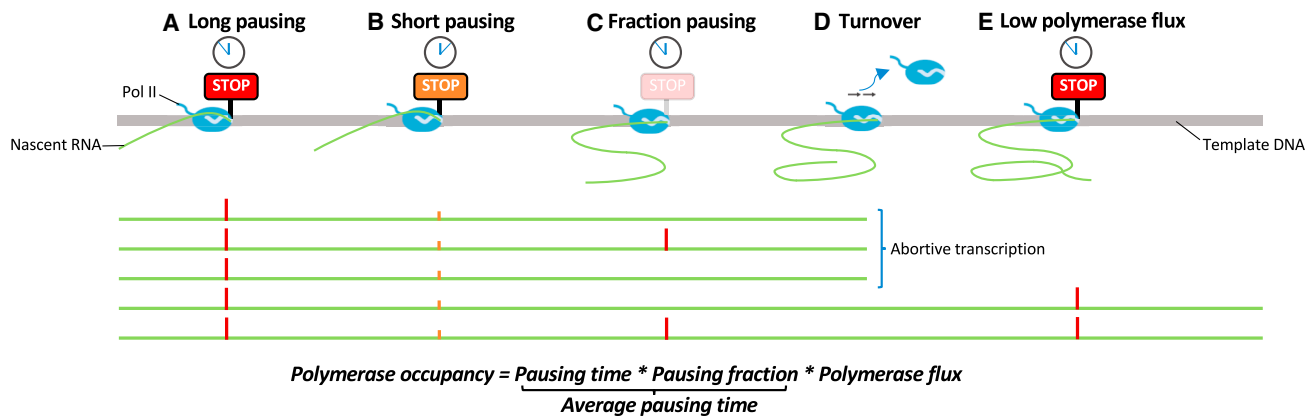 A Long pausing
B Short pausing
C Fraction pausing
D Turnover
E Low polymerase flux
STOP
STOP
STOP
STOP
Pol II
Nascent RNA
Template DNA
Abortive transcription
Polymerase occupancy = Pausing time * Pausing fraction * Polymerase flux
Average pausing time